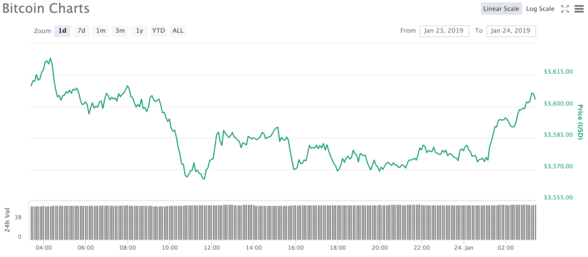 Bitcoin Charts
Linear Scale Log Scale
Zoom 1d 7d 1m 3m 1y YTD ALL
From Jan 23, 2019 To Jan 24, 2019
$3,615.00
$3,600.00
$3,585.00
$3,570.00
$3,555.00
Price (USD)
24h Vol
3B
0
04:00 06:00 08:00 10:00 12:00 14:00 16:00 18:00 20:00 22:00 24. Jan 02:00